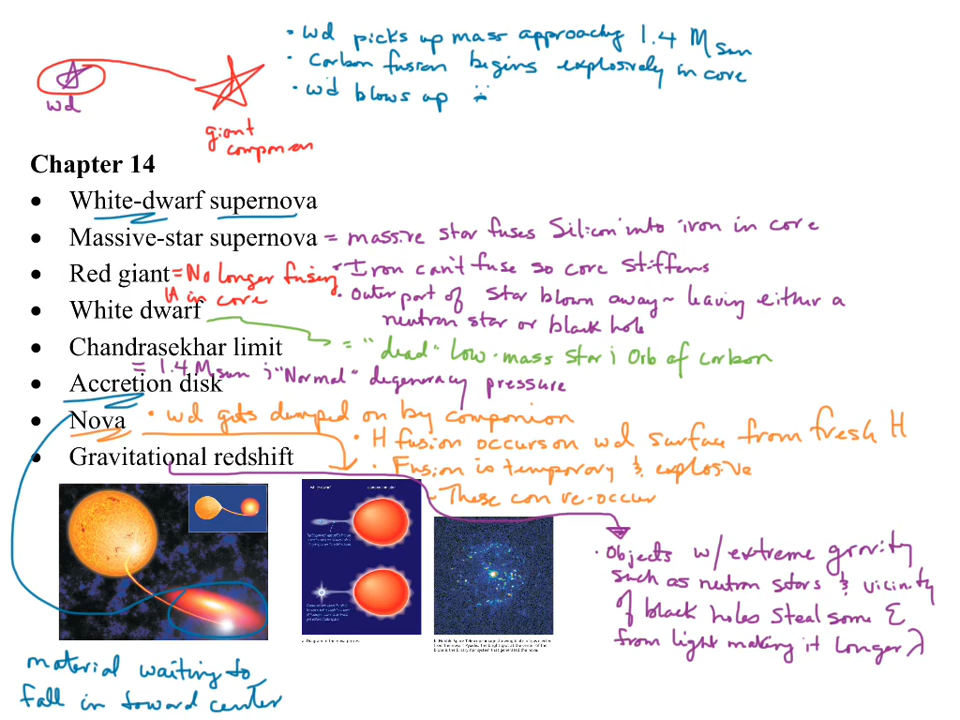 • wd picks up mass approachy 1.4 Msun
• Carbon fusion begins explosively in core
• wd blows up
wd
giant
companion
Chapter 14
• White-dwarf supernova
• Massive-star supernova = massive star fuses Silicon into iron in core
• Iron can't fuse so core stiffens
• Outer part of star blown away ~ leaving either a
neutron star or black hole
• Red giant = No longer fusing
H in core
• White dwarf
= "dead" low-mass star; Orb of carbon
• Chandrasekhar limit
= 1.4 Msun ; "Normal" degeneracy pressure
• Accretion disk
• Nova • wd gets dumped on by companion
• H fusion occurs on wd surface from fresh H
• Fusion is temporary & explosive
- These can re-occur
• Gravitational redshift
• Objects w/ extreme gravity
such as neutron stars & vicinity
of black holes steal some E
from light making it longer λ
material waiting to
fall in toward center